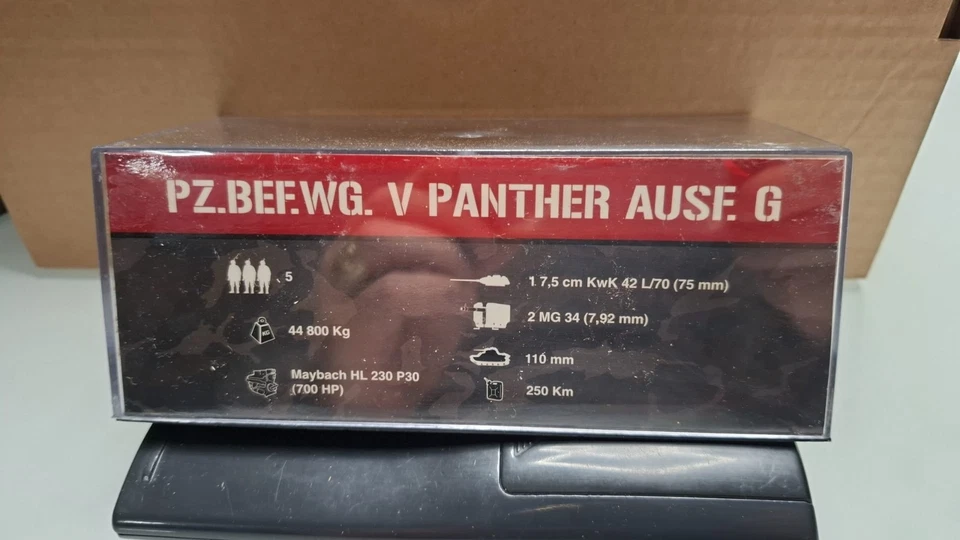 PZ.BEF.WG. V PANTHER AUSF. G
5
44 800 Kg
Maybach HL 230 P30
(700 HP)
1 7,5 cm KwK 42 L/70 (75 mm)
2 MG 34 (7,92 mm)
110 mm
250 Km